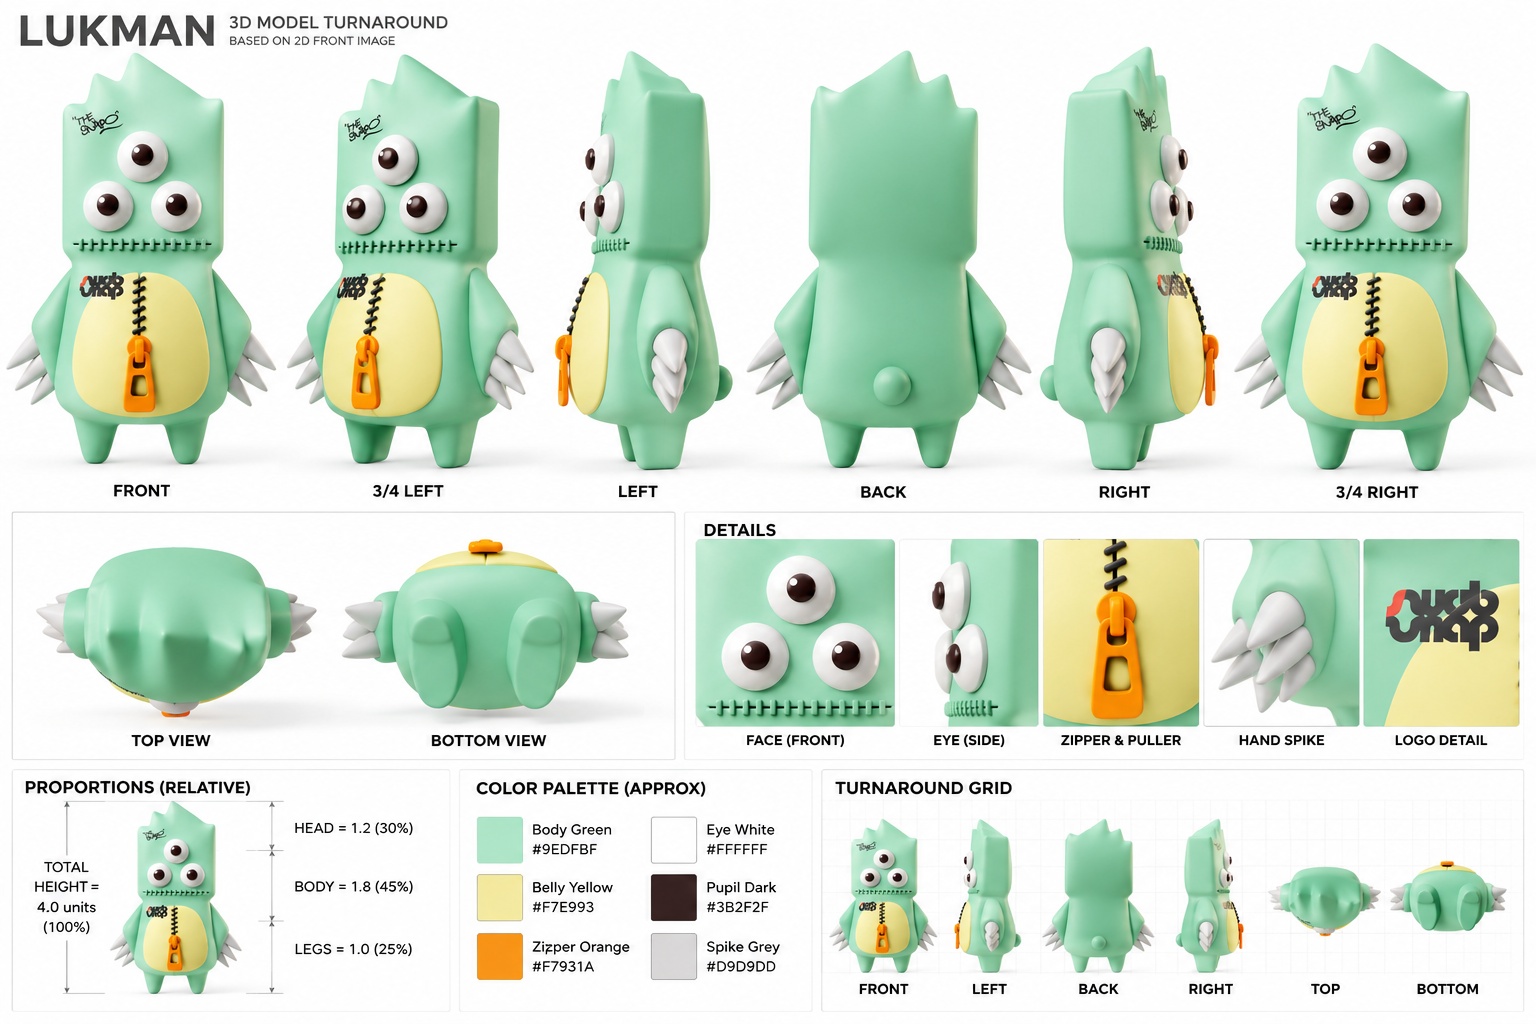 LUKMAN
3D MODEL TURNAROUND
BASED ON 2D FRONT IMAGE
"THE
SNAPO"
FRONT
3/4 LEFT
LEFT
BACK
RIGHT
3/4 RIGHT
TOP VIEW
BOTTOM VIEW
DETAILS
FACE (FRONT)
EYE (SIDE)
ZIPPER & PULLER
HAND SPIKE
LOGO DETAIL
PROPORTIONS (RELATIVE)
TOTAL
HEIGHT =
4.0 units
(100%)
HEAD = 1.2 (30%)
BODY = 1.8 (45%)
LEGS = 1.0 (25%)
COLOR PALETTE (APPROX)
Body Green
#9EDFBF
Eye White
#FFFFFF
Belly Yellow
#F7E993
Pupil Dark
#3B2F2F
Zipper Orange
#F7931A
Spike Grey
#D9D9DD
TURNAROUND GRID
FRONT
LEFT
BACK
RIGHT
TOP
BOTTOM